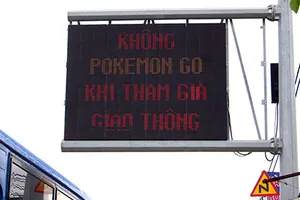 KHÔNG
POKEMON GO
KHI THAM GIA
GIAO THÔNG